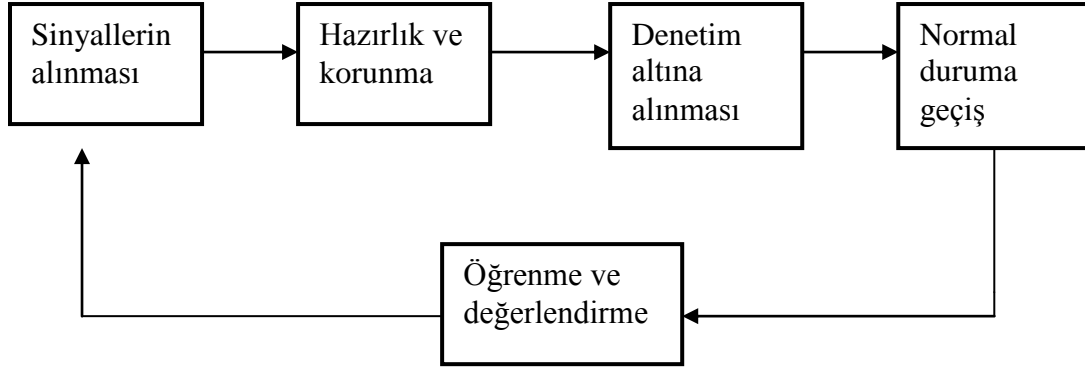 Sinyallerin
alınması
Hazırlık ve
korunma
Denetim
altına
alınması
Normal
duruma
geçiş
Öğrenme ve
değerlendirme